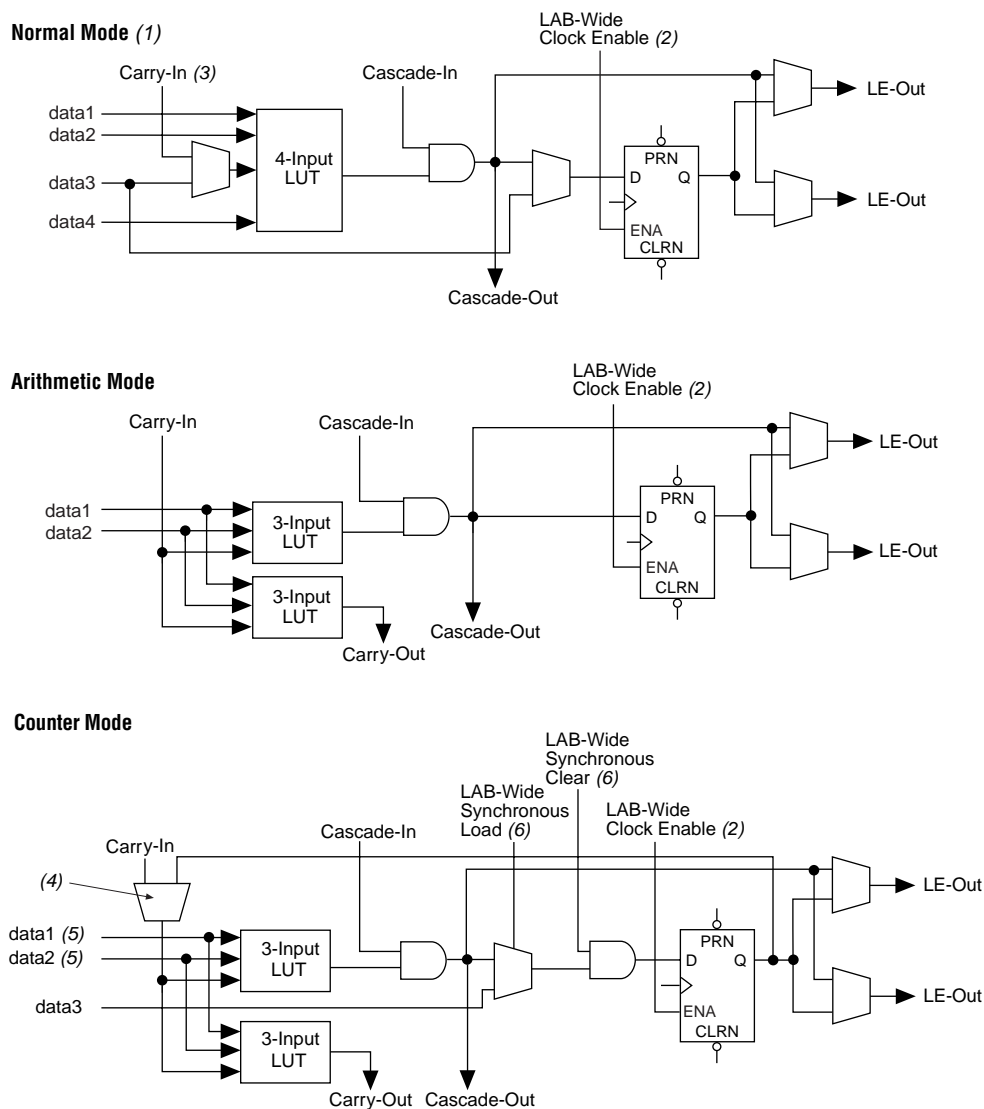 Normal Mode (1)
LAB-Wide
Clock Enable (2)
Carry-In (3)
Cascade-In
LE-Out
data1
data2
4-Input
LUT
PRN
D
Q
data3
LE-Out
data4
ENA
CLRN
Cascade-Out
Arithmetic Mode
LAB-Wide
Clock Enable (2)
Carry-In
Cascade-In
LE-Out
PRN
data1
data2
3-Input
LUT
D
Q
LE-Out
ENA
CLRN
3-Input
LUT
Cascade-Out
Carry-Out
Counter Mode
LAB-Wide
Synchronous
Clear (6)
LAB-Wide
Synchronous
Load (6)
LAB-Wide
Clock Enable (2)
Cascade-In
Carry-In
(4)
LE-Out
data1 (5)
data2 (5)
3-Input
LUT
PRN
D
Q
LE-Out
data3
ENA
CLRN
3-Input
LUT
Carry-Out
Cascade-Out